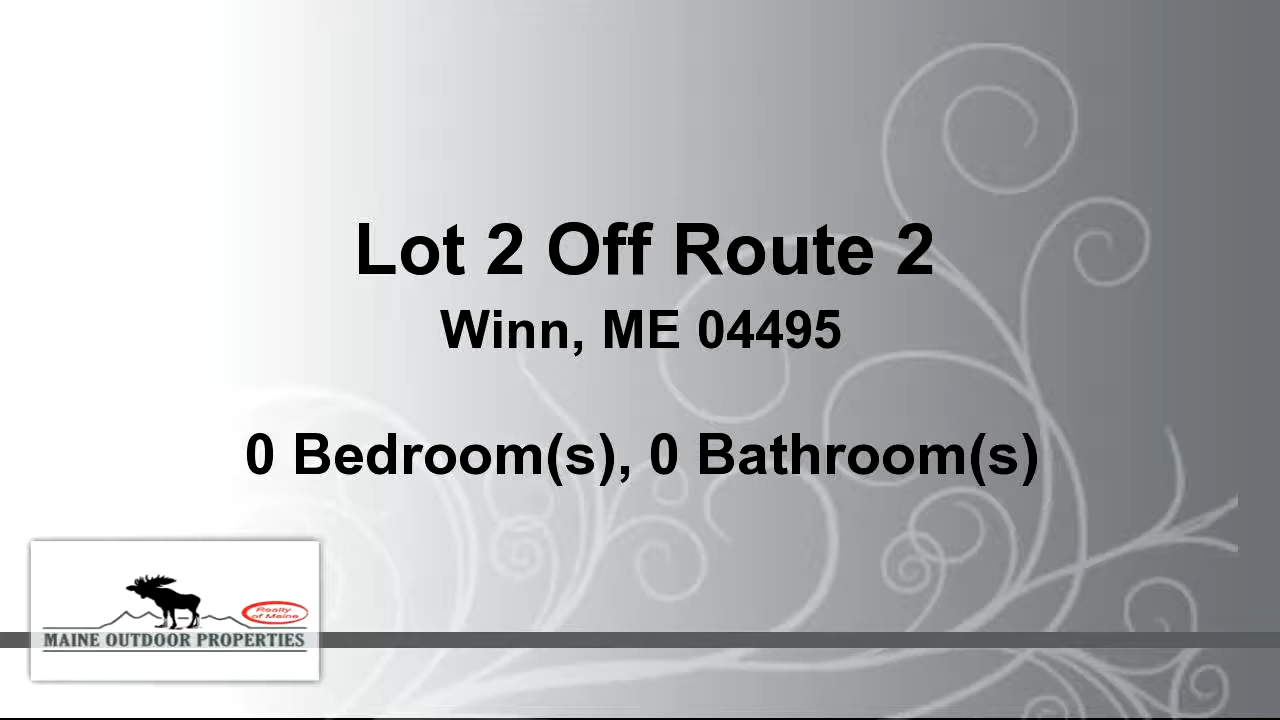 Lot 2 Off Route 2
Winn, ME 04495
0 Bedroom(s), 0 Bathroom(s)
Realty
of Maine
MAINE OUTDOOR PROPERTIES